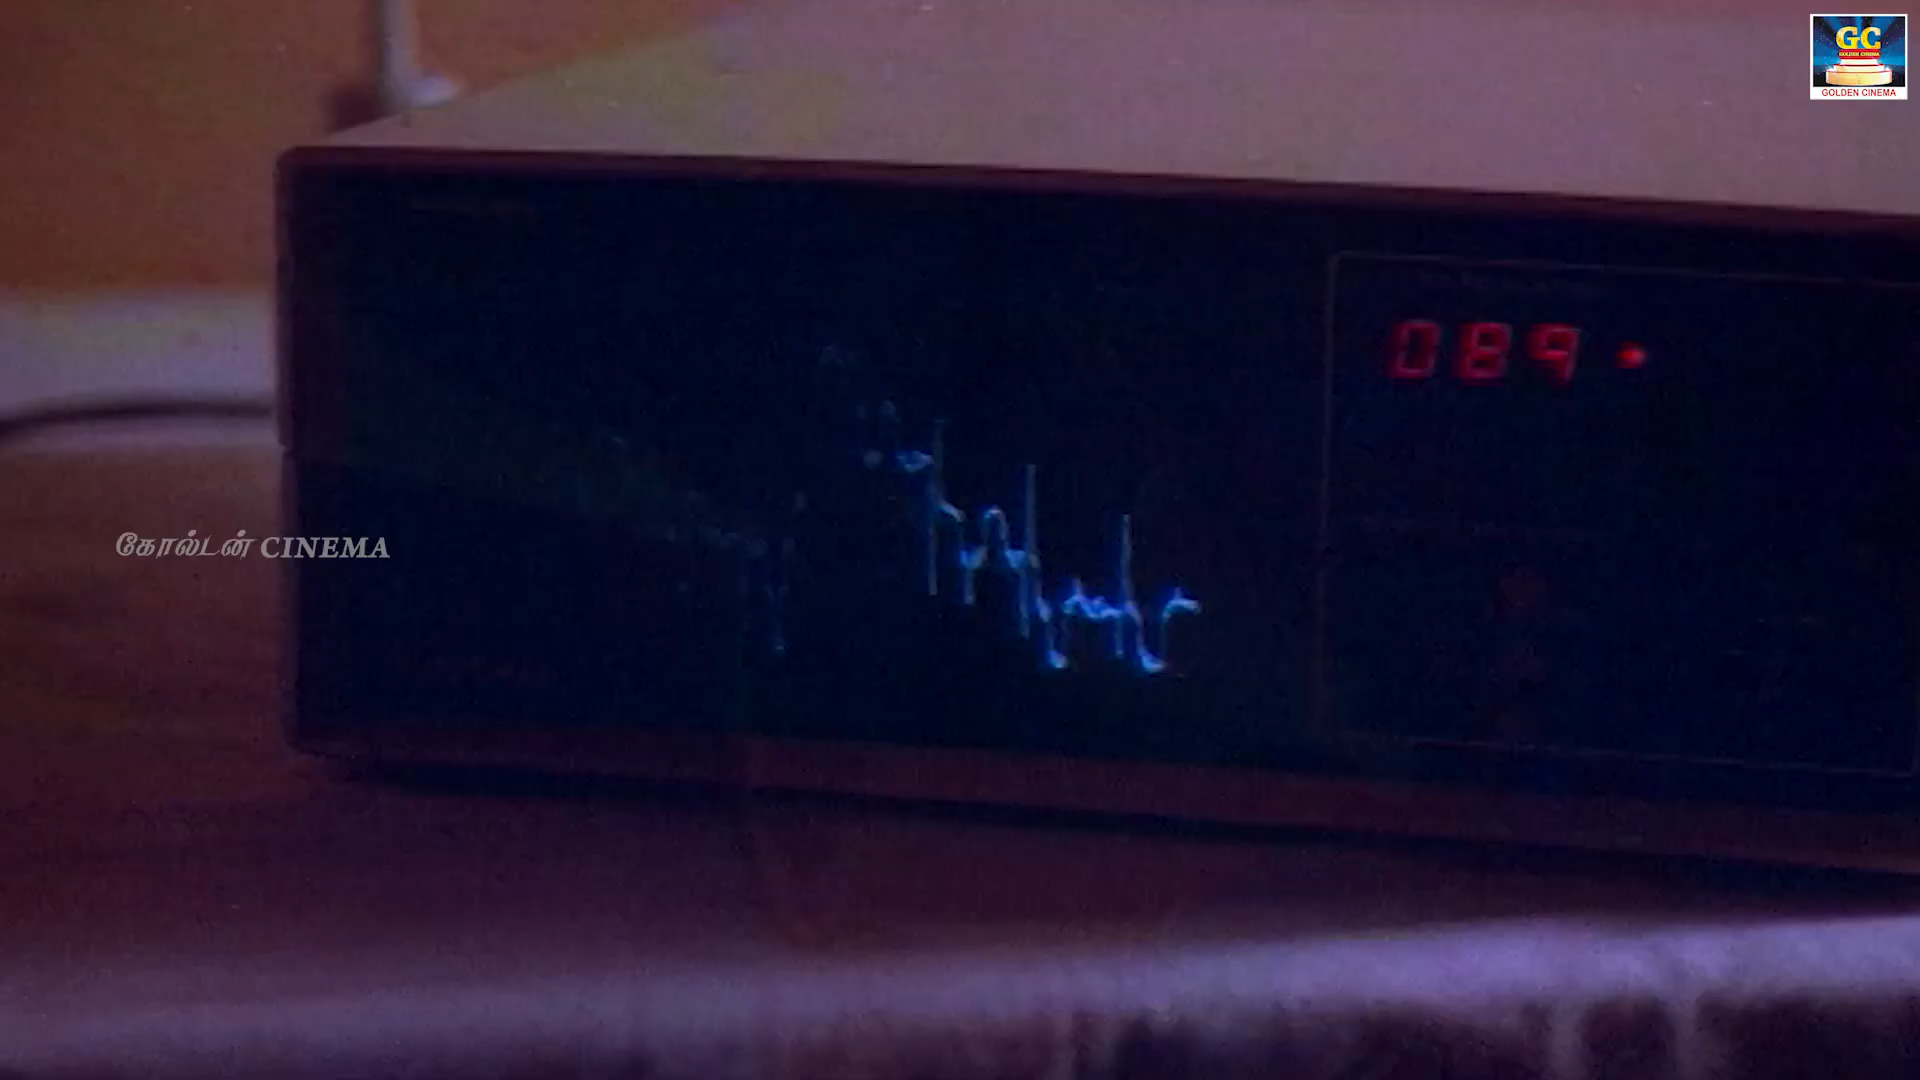 GC
GOLDEN CINEMA
GOLDEN CINEMA
089
கோல்டன் CINEMA